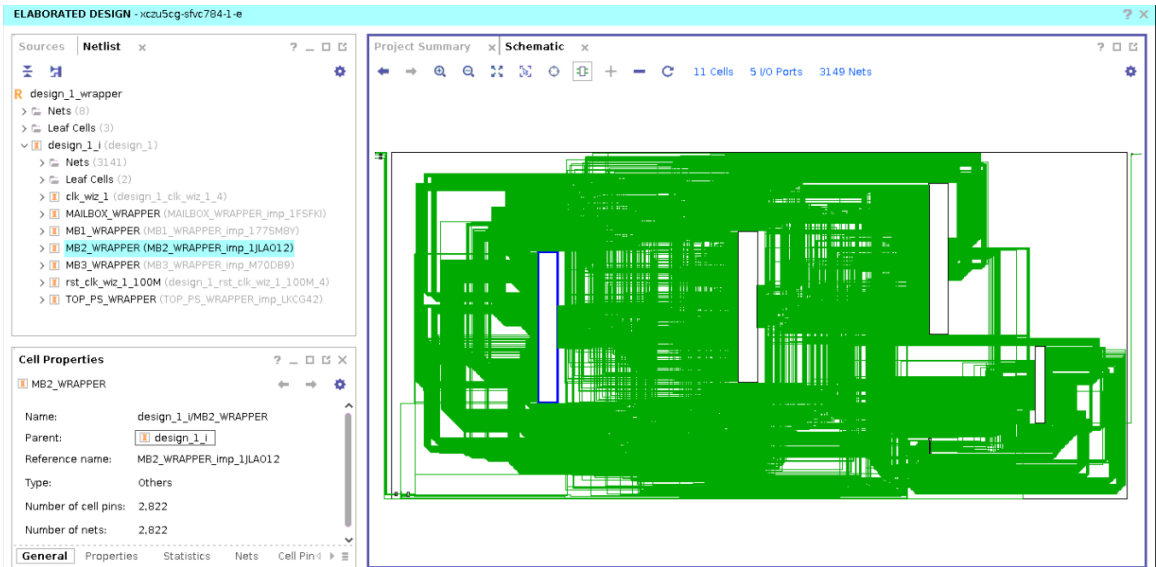 ELABORATED DESIGN - xczu5cg-sfvc784-1-e
Sources Netlist
R design_1_wrapper
Nets (8)
Leaf Cells (3)
design_1_i (design_1)
Nets (3141)
Leaf Cells (2)
clk_wiz_1 (design_1_clk_wiz_1_4)
MAILBOX_WRAPPER (MAILBOX_WRAPPER_imp_1FSFKI)
MB1_WRAPPER (MB1_WRAPPER_imp_177SM8Y)
MB2_WRAPPER (MB2_WRAPPER_imp_1JLAO12)
MB3_WRAPPER (MB3_WRAPPER_imp_M70DB9)
rst_clk_wiz_1_100M (design_1_rst_clk_wiz_1_100M_4)
TOP_PS_WRAPPER (TOP_PS_WRAPPER_imp_LKCG42)
Cell Properties
MB2_WRAPPER
Name: design_1_i/MB2_WRAPPER
Parent: design_1_i
Reference name: MB2_WRAPPER_imp_1JLAO12
Type: Others
Number of cell pins: 2,822
Number of nets: 2,822
General Properties Statistics Nets Cell Pin
Project Summary Schematic
11 Cells 5 I/O Ports 3149 Nets